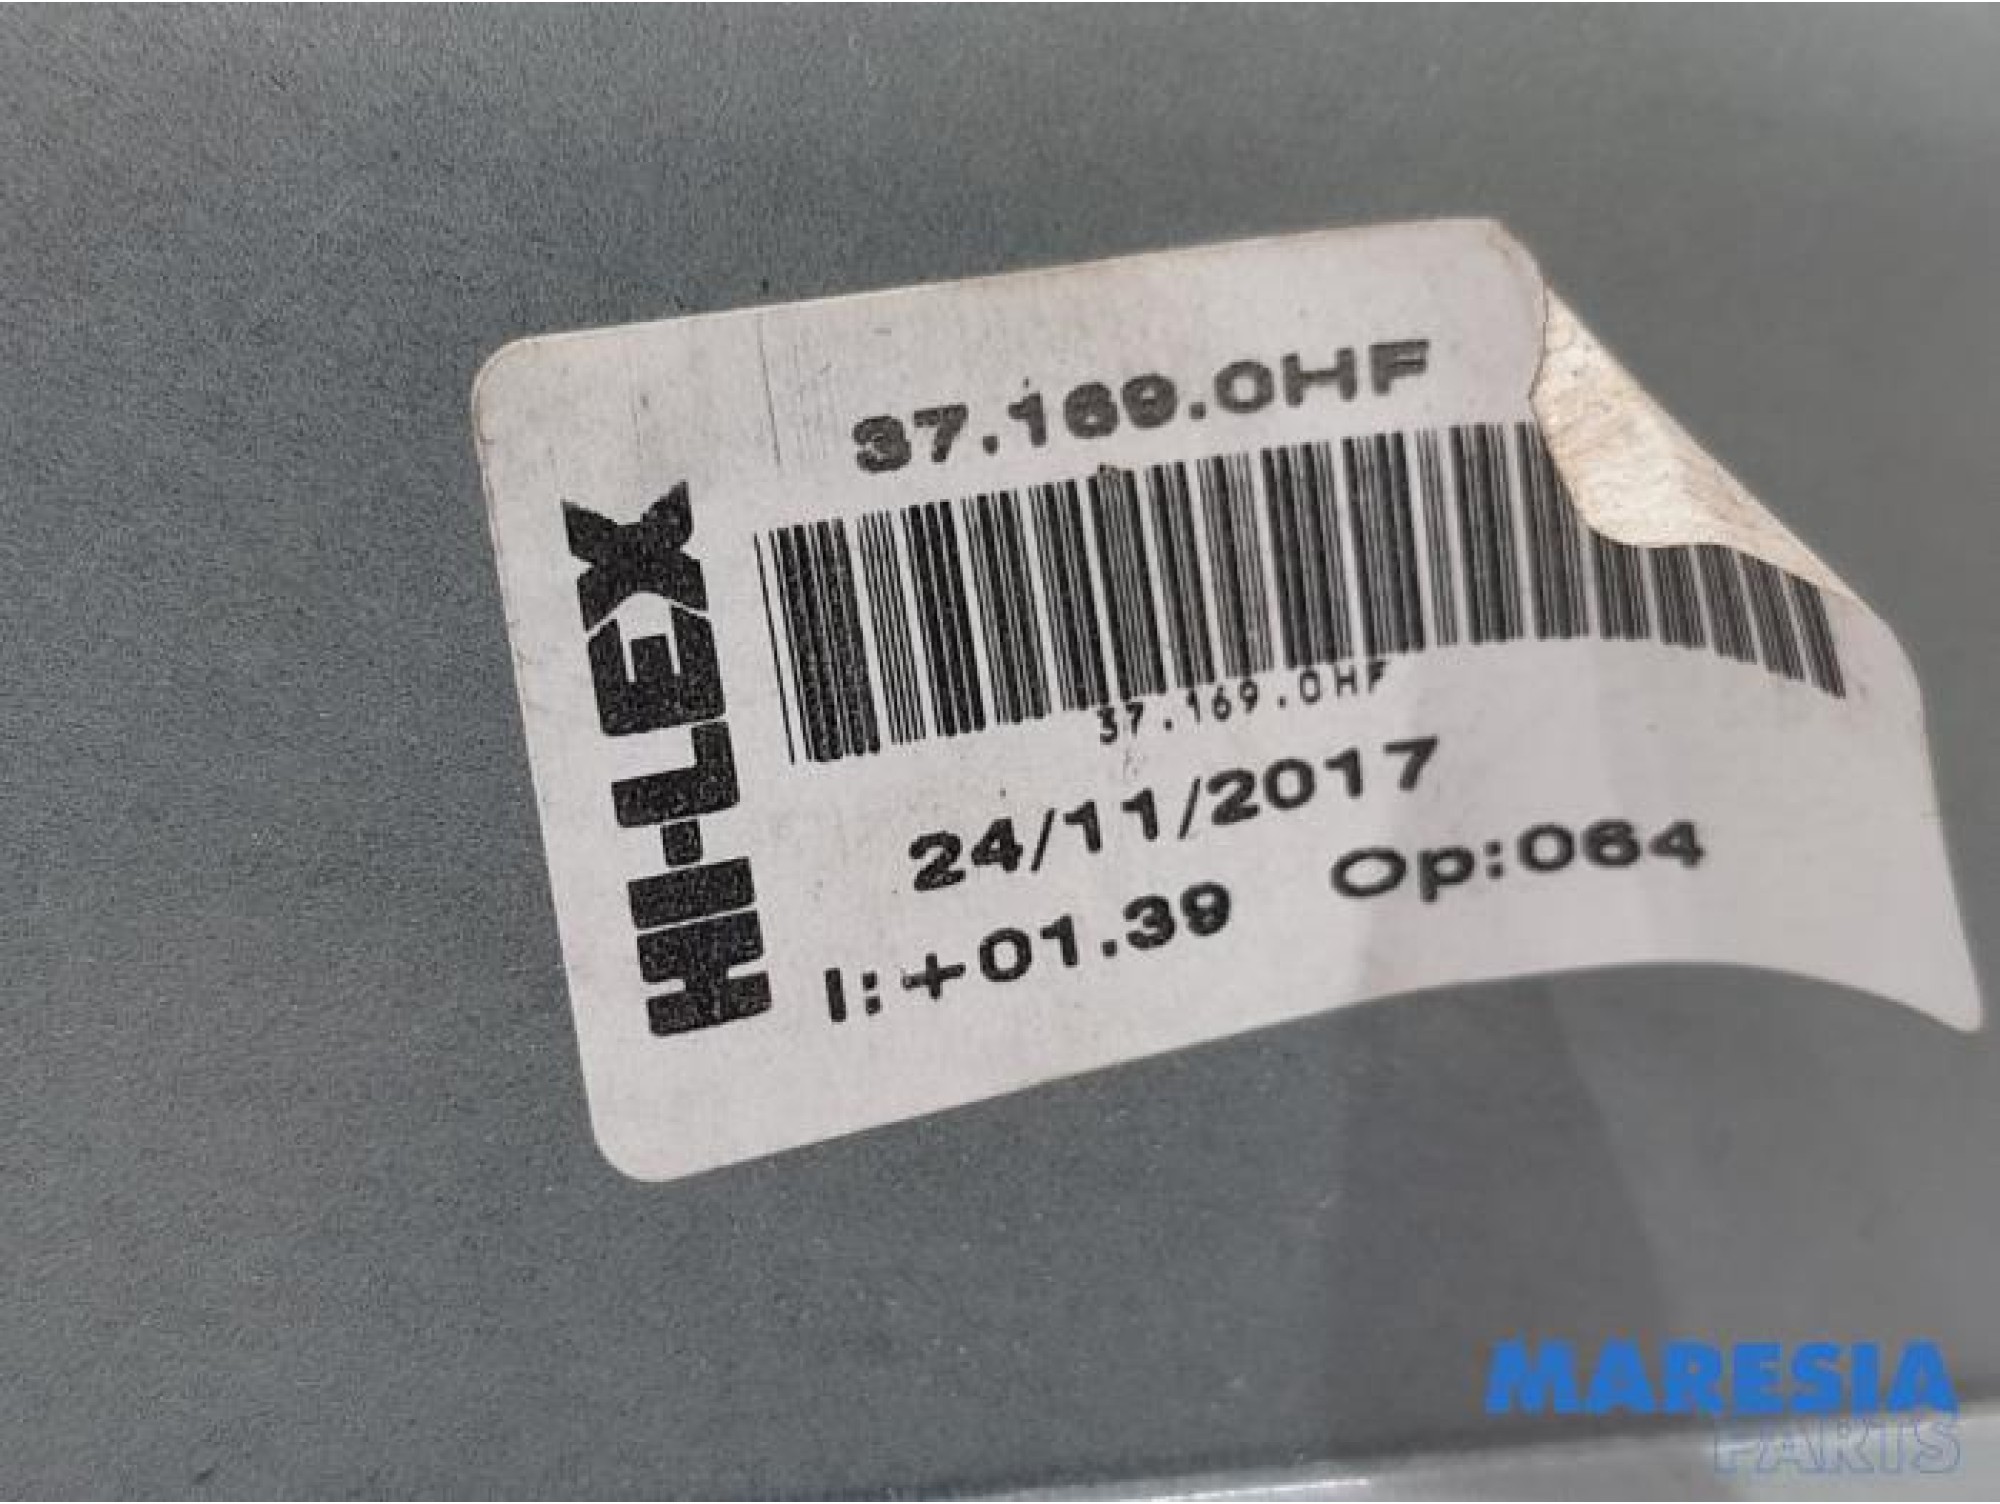 HI-LEX
37.169.0HF
37.169.0HF
24/11/2017
I:+01.39 Op:064
MARESIA
PARTS